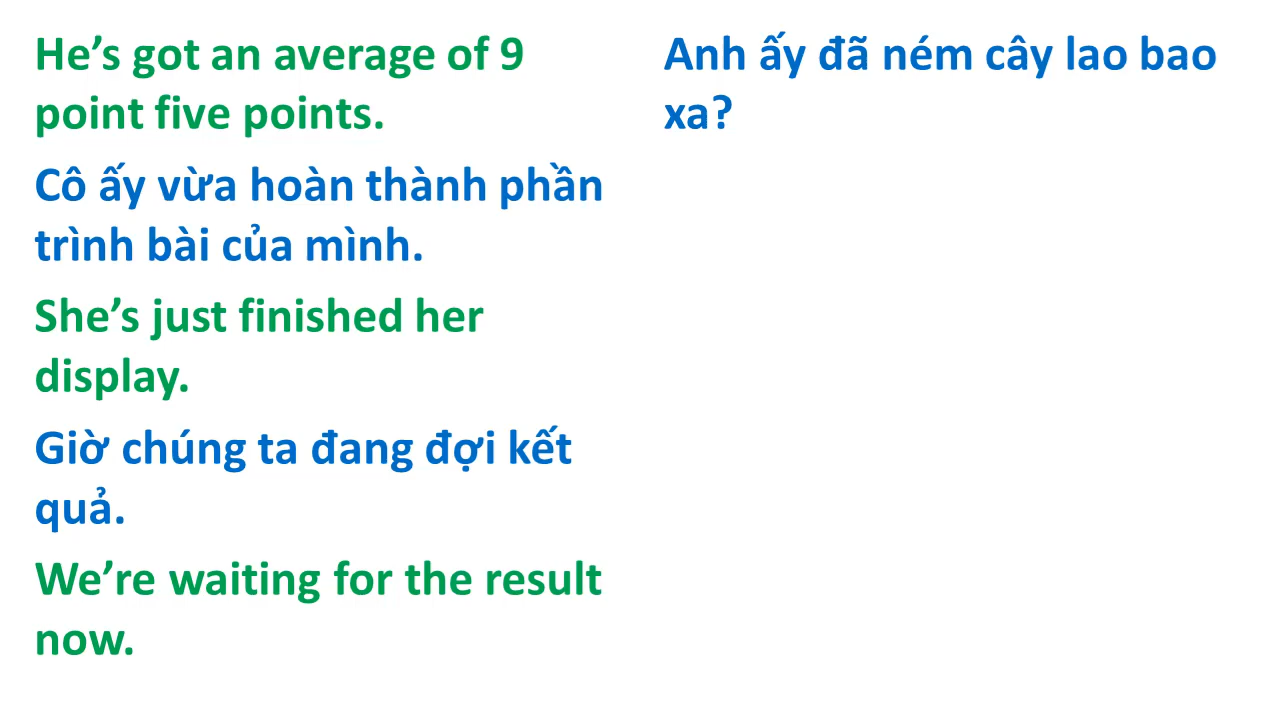 He’s got an average of 9
point five points.
Cô ấy vừa hoàn thành phần
trình bài của mình.
She’s just finished her
display.
Giờ chúng ta đang đợi kết
quả.
We’re waiting for the result
now.
Anh ấy đã ném cây lao bao
xa?